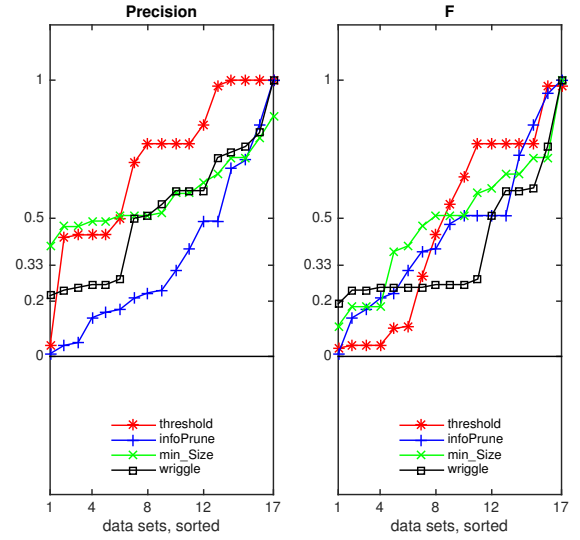 Precision
1
0.5
0.33
0.2
0
threshold
infoPrune
min_Size
wriggle
1 4 8 12 17
data sets, sorted
F
1
0.5
0.33
0.2
0
threshold
infoPrune
min_Size
wriggle
1 4 8 12 17
data sets, sorted